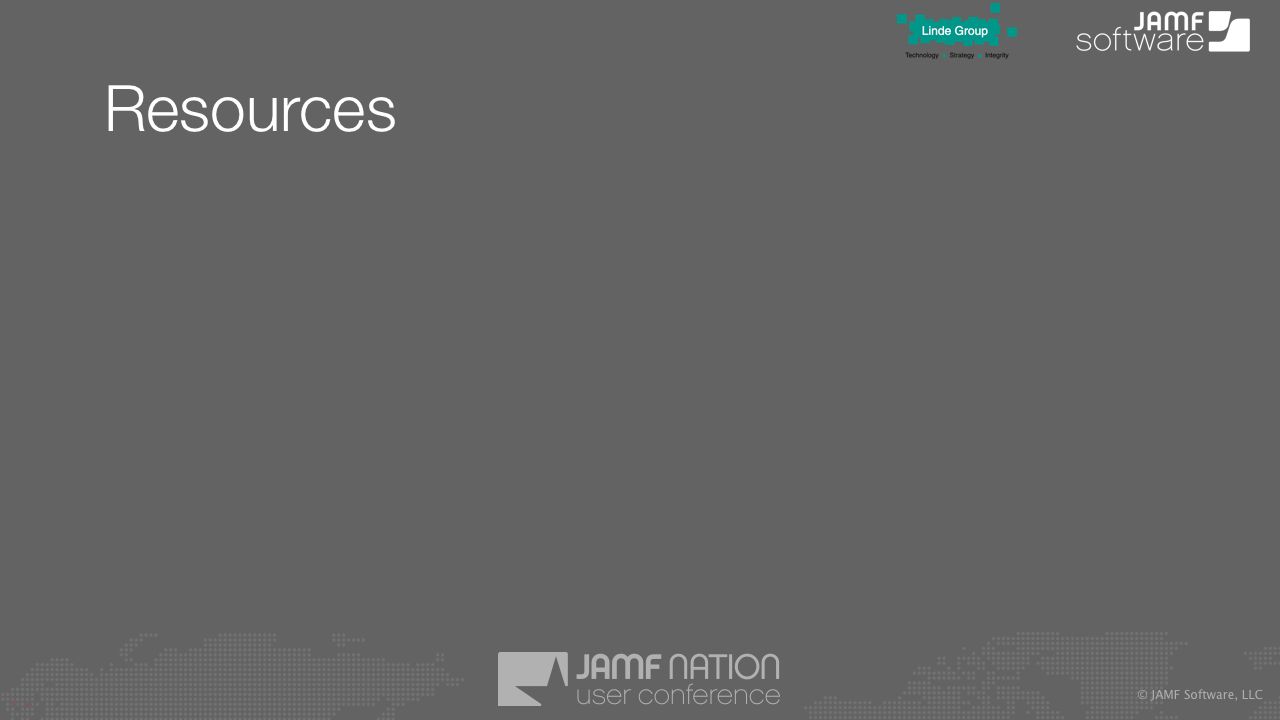 Linde Group
Technology Strategy Integrity
JAMF
software
Resources
JAMF NATION
user conference
© JAMF Software, LLC